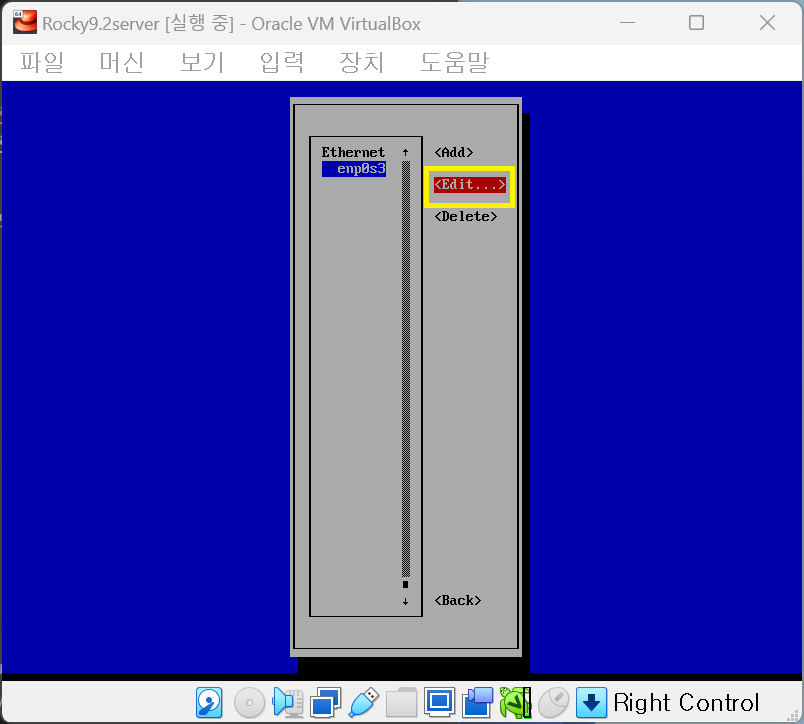 64
Rocky9.2server [실행 중] - Oracle VM VirtualBox
파일 머신 보기 입력 장치 도움말
Ethernet ↑ <Add>
enp0s3
<Edit...>
<Delete>
↓ <Back>
Right Control